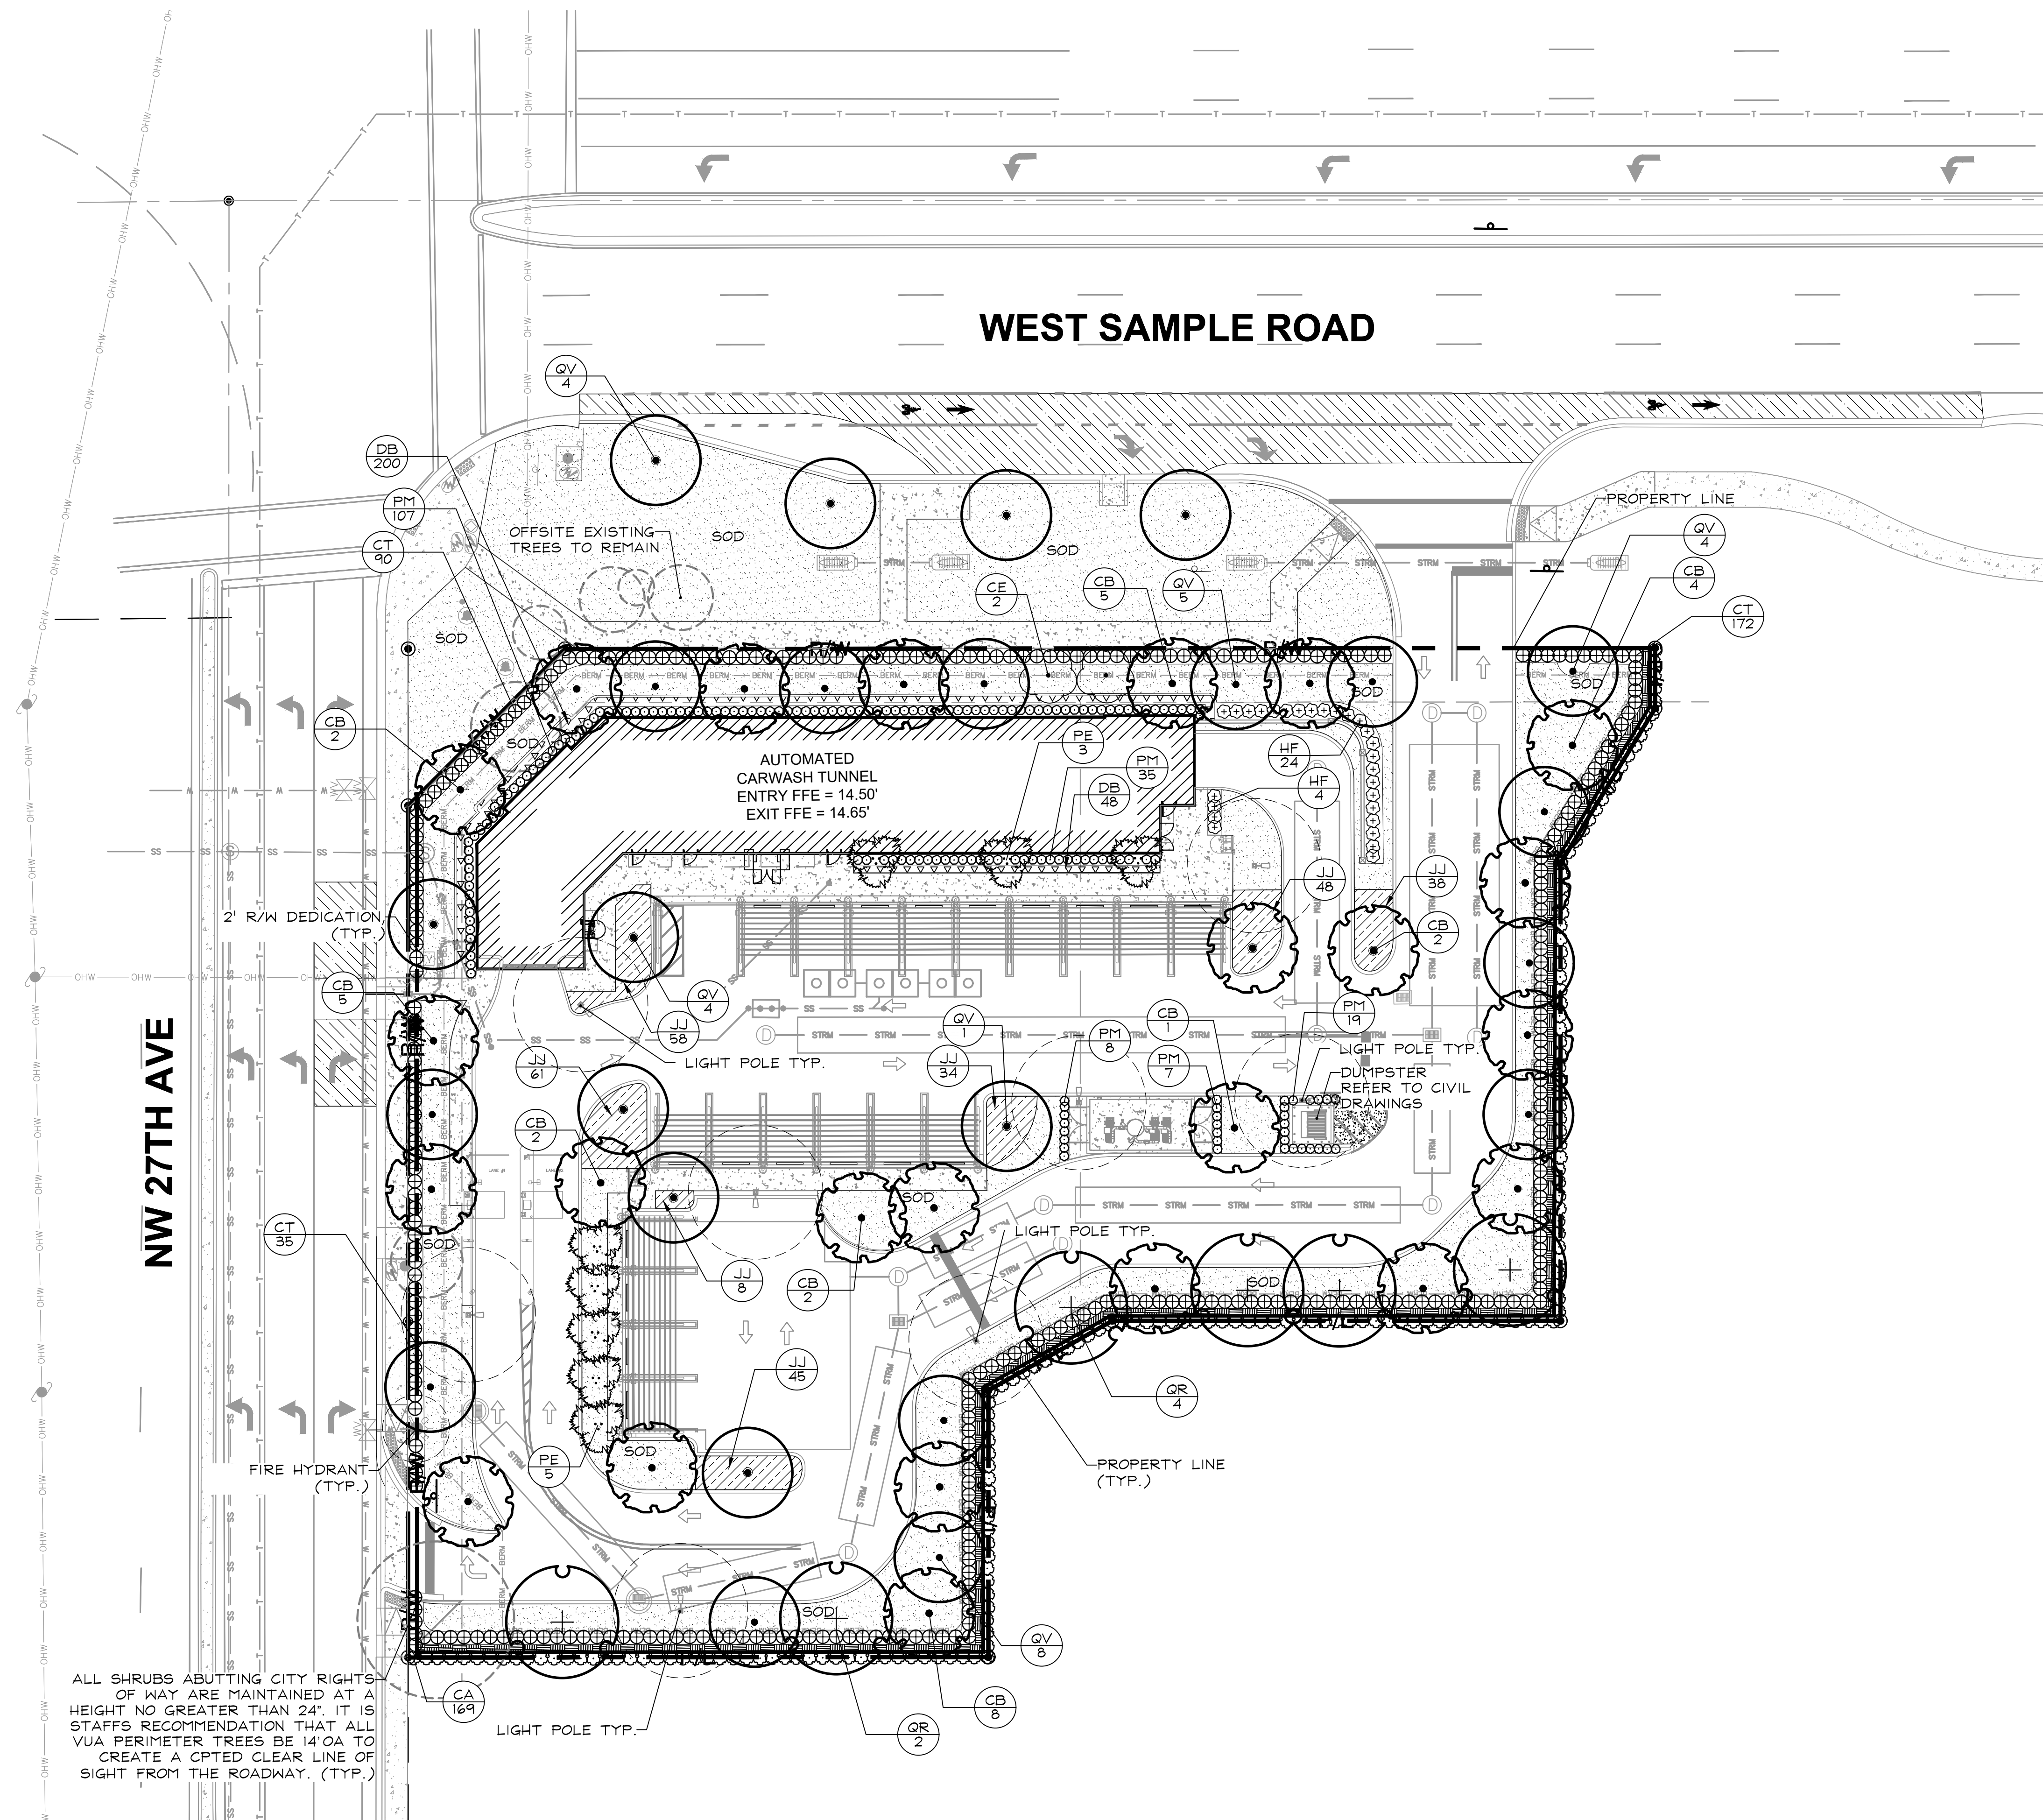 WEST SAMPLE ROAD
QV
4
DB
200
PM
107
CT
90
OFFSITE EXISTING
TREES TO REMAIN
SOD
SOD
SOD
PROPERTY LINE
QV
4
CB
4
CT
172
CE
2
CB
5
QV
5
CB
2
SOD
SOD
SOD
BERM BERM BERM BERM BERM BERM BERM
AUTOMATED
CARWASH TUNNEL
ENTRY FFE = 14.50'
EXIT FFE = 14.65'
PE
3
PM
35
DB
48
HF
24
HF
4
JJ
48
JJ
38
CB
2
2' R/W DEDICATION
(TYP.)
CB
5
QV
4
JJ
58
LIGHT POLE TYP.
QV
1
JJ
34
PM
8
CB
1
PM
7
PM
19
LIGHT POLE TYP.
DUMPSTER
REFER TO CIVIL
DRAWINGS
NW 27TH AVE
JJ
61
CB
2
CT
35
SOD
SOD
JJ
8
CB
2
LIGHT POLE TYP.
SOD
JJ
45
QR
4
PE
5
SOD
FIRE HYDRANT
(TYP.)
PROPERTY LINE
(TYP.)
SOD
QV
8
CB
8
QR
2
CA
169
LIGHT POLE TYP.
ALL SHRUBS ABUTTING CITY RIGHTS
OF WAY ARE MAINTAINED AT A
HEIGHT NO GREATER THAN 24". IT IS
STAFFS RECOMMENDATION THAT ALL
VUA PERIMETER TREES BE 14'OA TO
CREATE A CPTED CLEAR LINE OF
SIGHT FROM THE ROADWAY. (TYP.)